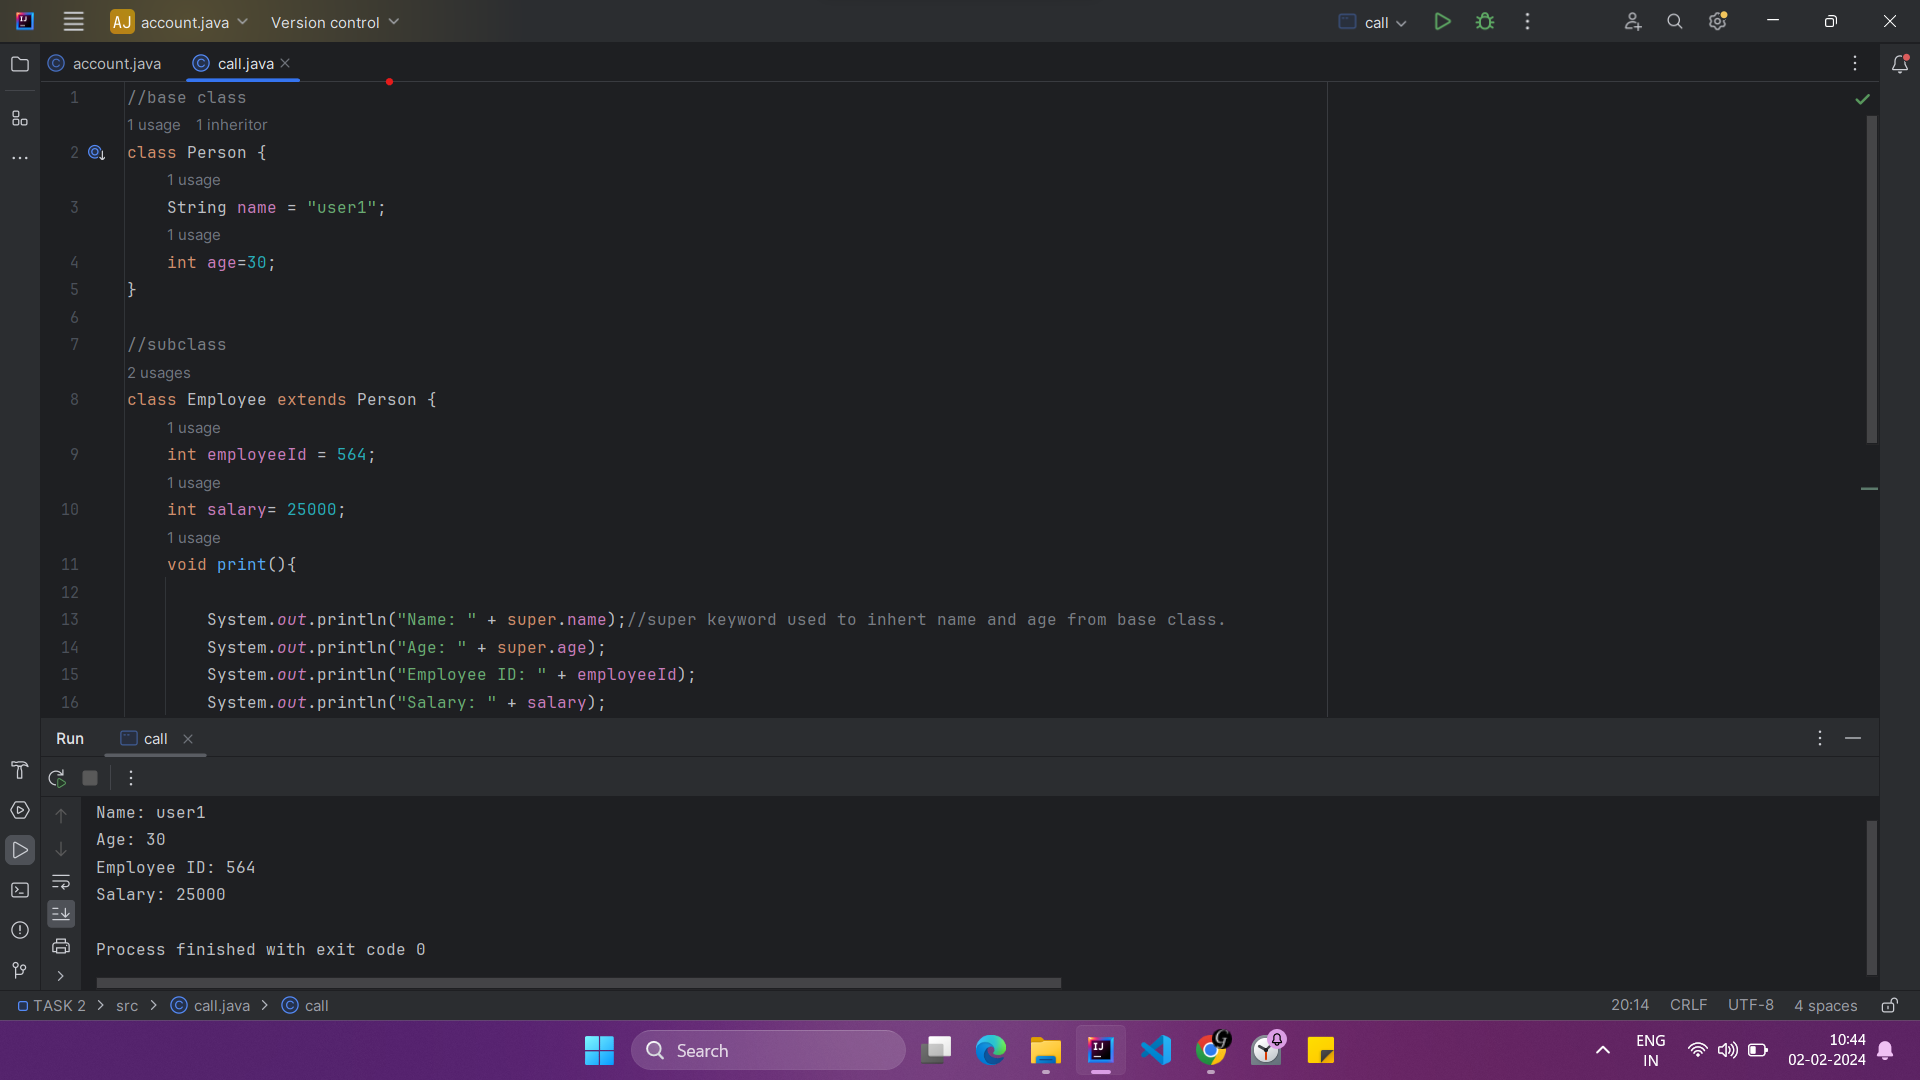 AJ account.java Version control call
account.java call.java
1 //base class
1 usage 1 inheritor
2 class Person {
1 usage
3 String name = "user1";
1 usage
4 int age=30;
5 }
6
7 //subclass
2 usages
8 class Employee extends Person {
1 usage
9 int employeeId = 564;
1 usage
10 int salary= 25000;
1 usage
11 void print(){
12
13 System.out.println("Name: " + super.name);//super keyword used to inhert name and age from base class.
14 System.out.println("Age: " + super.age);
15 System.out.println("Employee ID: " + employeeId);
16 System.out.println("Salary: " + salary);
Run call
Name: user1
Age: 30
Employee ID: 564
Salary: 25000
Process finished with exit code 0
TASK 2 > src > call.java > call 20:14 CRLF UTF-8 4 spaces
Search
ENG
IN
10:44
02-02-2024